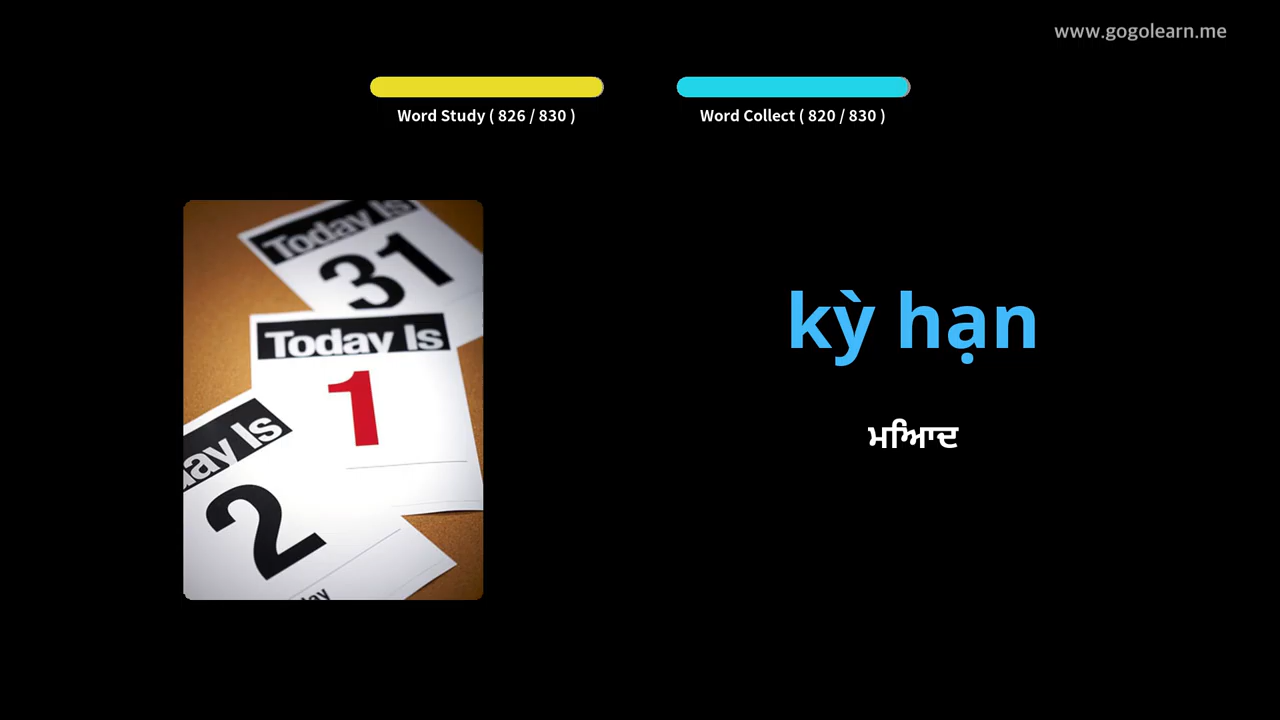 www.gogolearn.me
Word Study ( 826 / 830 )
Word Collect ( 820 / 830 )
Today Is
31
Today Is
1
ay Is
2
kỳ hạn
ਮਿਆਦ